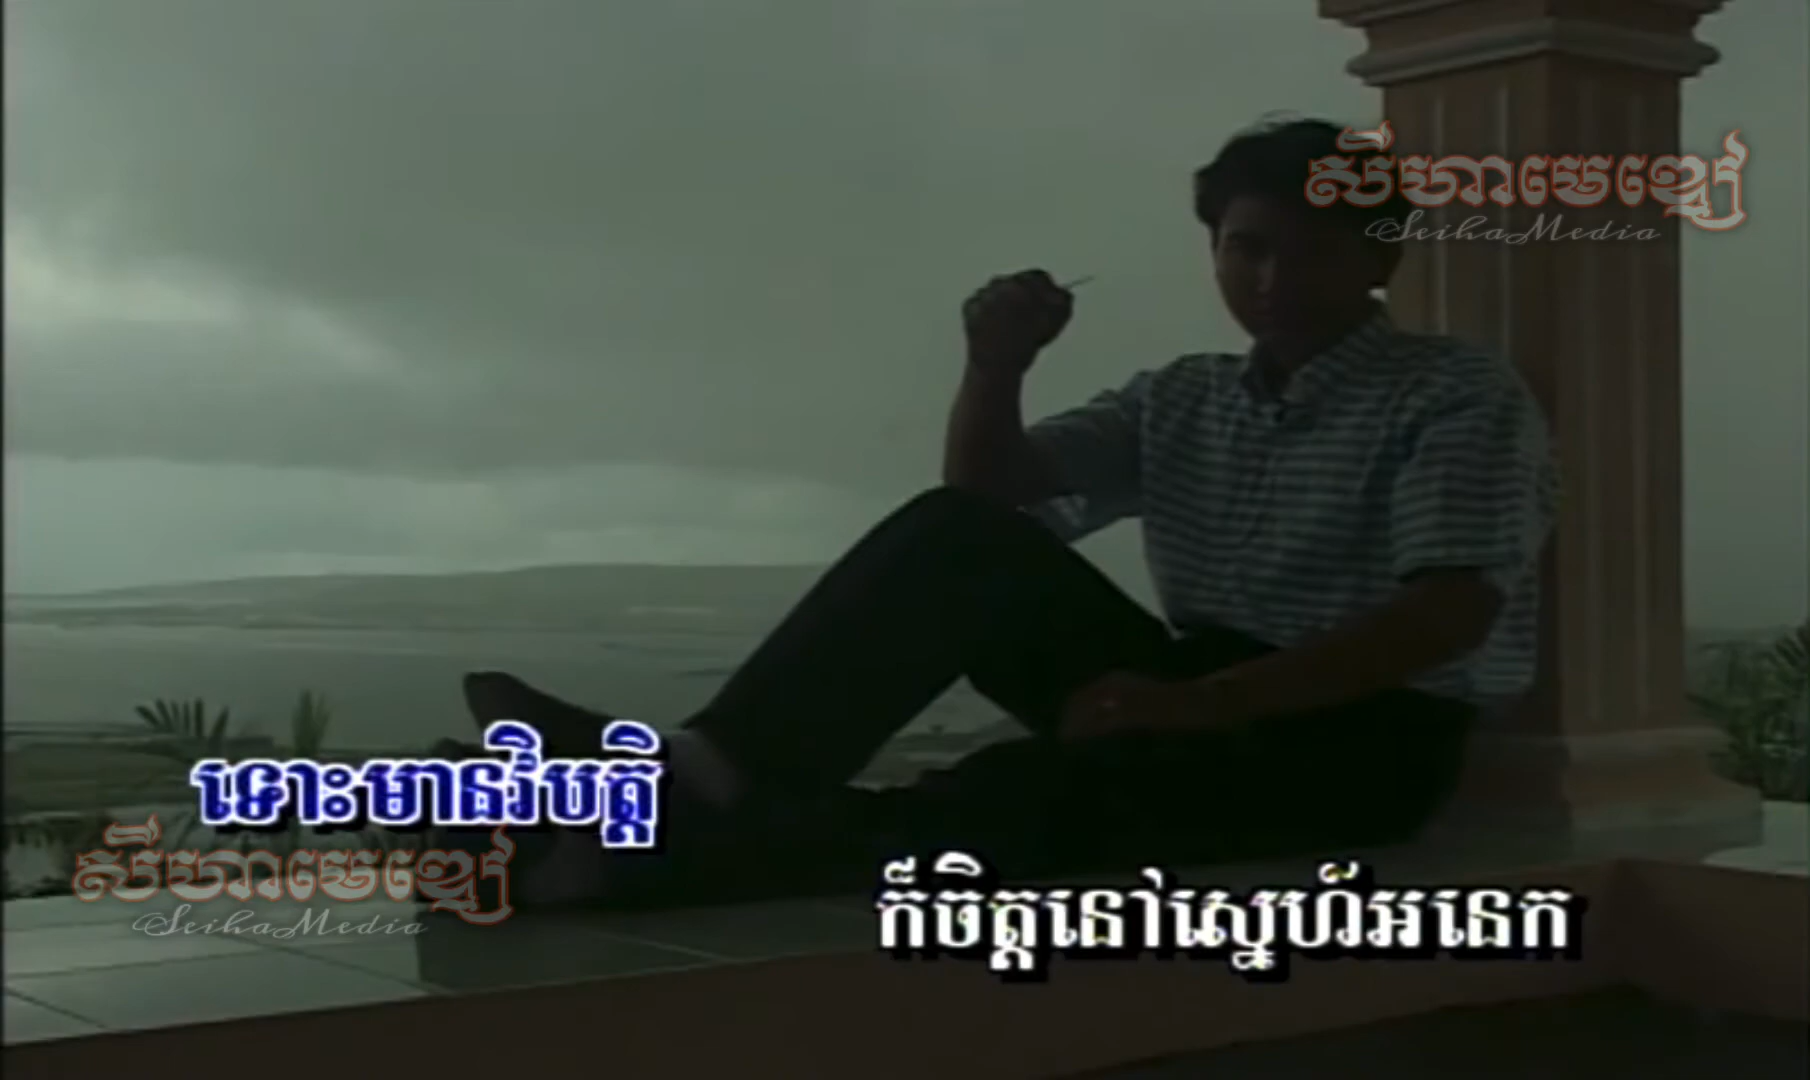 សីហាមេឌៀ
SeihaMedia
ទោះមានវិបត្តិ
សីហាមេឌៀ
SeihaMedia
ក៏ចិត្តនៅស្នេហ៍អនេក